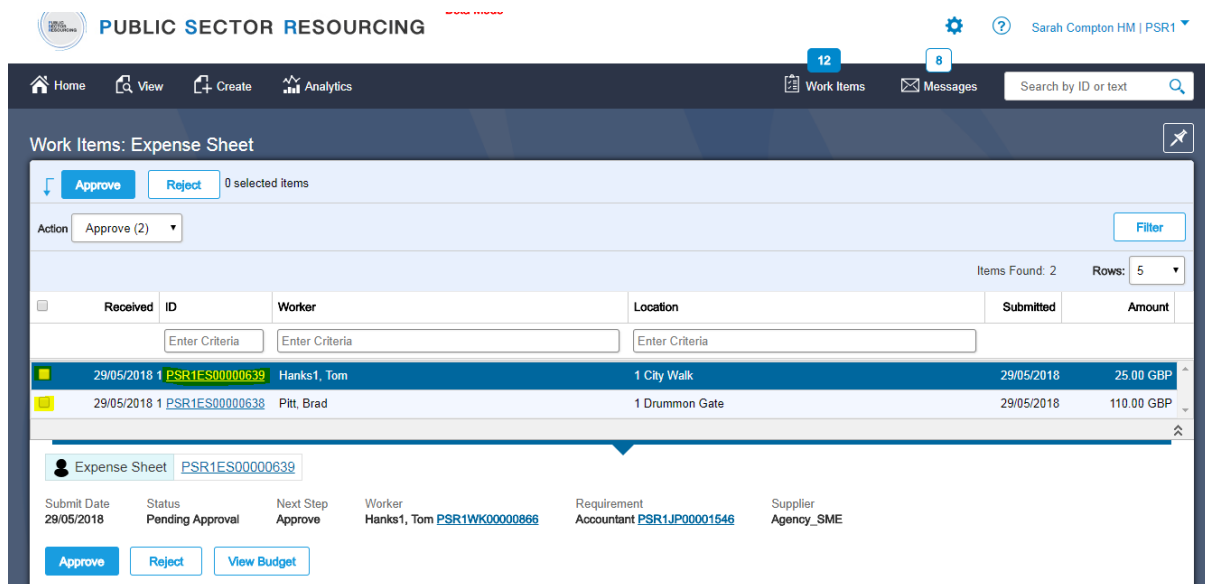 PUBLIC SECTOR RESOURCING
PUBLIC SECTOR RESOURCING
Sarah Compton HM | PSR1
12
8
Home View Create Analytics Work Items Messages Search by ID or text
Work Items: Expense Sheet
Approve Reject 0 selected items
Action Approve (2) Filter
Items Found: 2 Rows: 5
Received ID Worker Location Submitted Amount
Enter Criteria Enter Criteria Enter Criteria
29/05/2018 1 PSR1ES00000639 Hanks1, Tom 1 City Walk 29/05/2018 25.00 GBP
29/05/2018 1 PSR1ES00000638 Pitt, Brad 1 Drummon Gate 29/05/2018 110.00 GBP
Expense Sheet PSR1ES00000639
Submit Date Status Next Step Worker Requirement Supplier
29/05/2018 Pending Approval Approve Hanks1, Tom PSR1WK00000866 Accountant PSR1JP00001546 Agency_SME
Approve Reject View Budget